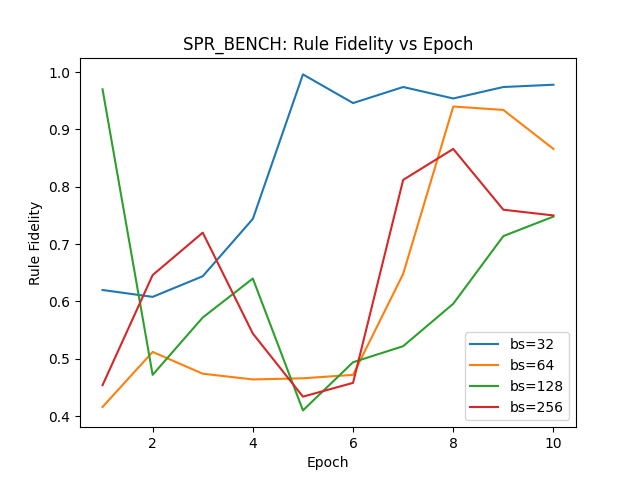 SPR_BENCH: Rule Fidelity vs Epoch
1.0
0.9
0.8
0.7
0.6
0.5
0.4
Rule Fidelity
2
4
6
8
10
Epoch
bs=32
bs=64
bs=128
bs=256